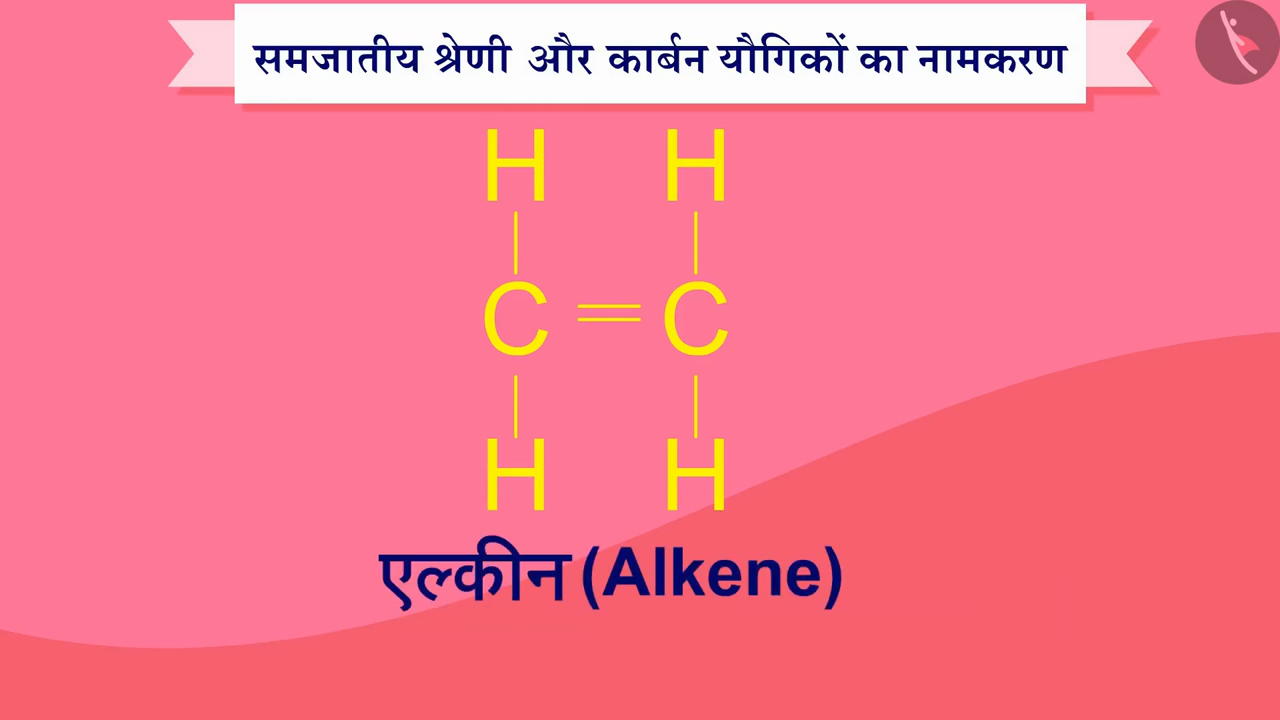 समजातीय श्रेणी और कार्बन यौगिकों का नामकरण
H H
C = C
H H
एल्कीन (Alkene)